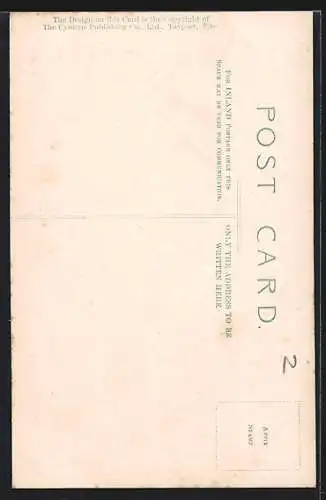 The Design on this Card is the Copyright of
The Cynicus Publishing Co., Ltd., Tayport, Fife
POST CARD.
FOR INLAND POSTAGE ONLY THIS
SPACE MAY BE USED FOR COMMUNICATION.
ONLY THE ADDRESS TO BE
WRITTEN HERE.
2
AFFIX
STAMP